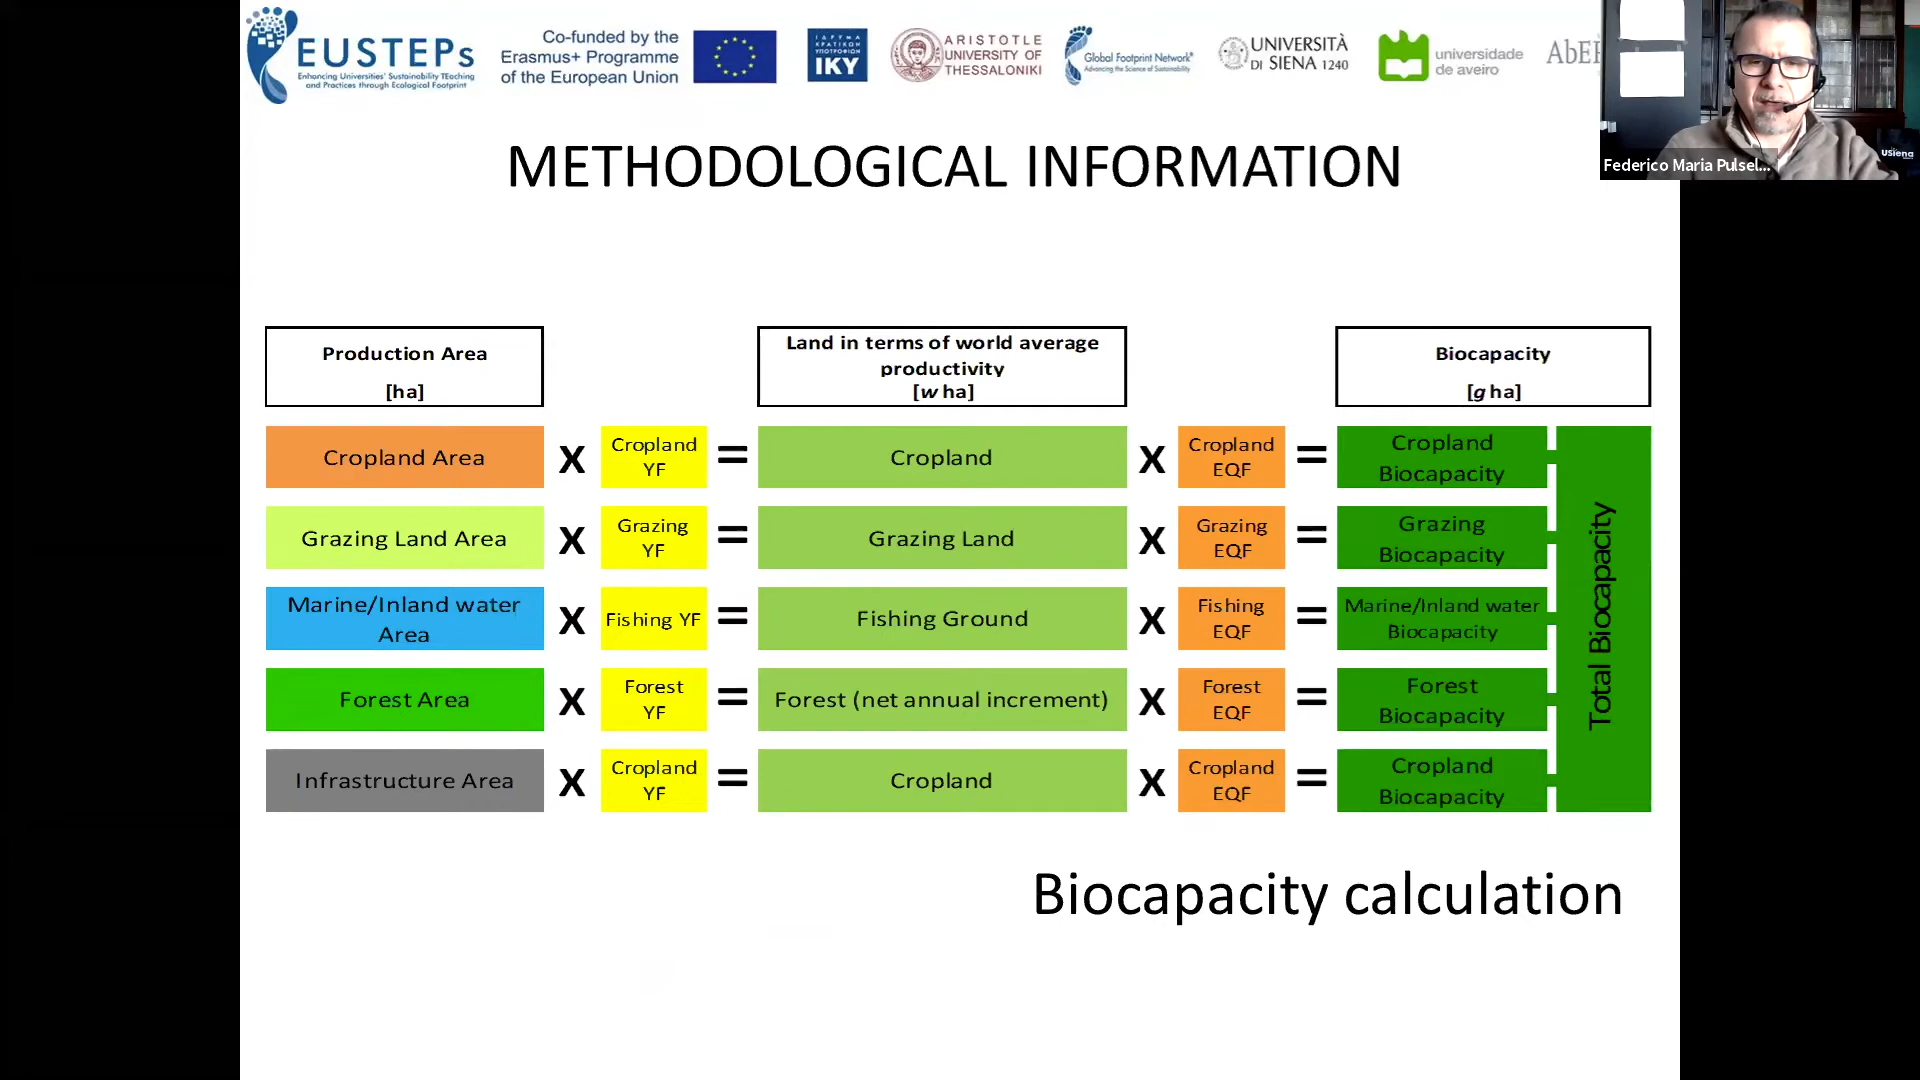 EUSTEPs
Enhancing Universities' Sustainability TEaching
and Practices through Ecological Footprint
Co-funded by the
Erasmus+ Programme
of the European Union
ΙΔΡΥΜΑ
ΚΡΑΤΙΚΩΝ
ΥΠΟΤΡΟΦΙΩΝ
IKY
ARISTOTLE
UNIVERSITY OF
THESSALONIKI
Global Footprint Network
Advancing the Science of Sustainability
UNIVERSITÀ
DI SIENA 1240
universidade
de aveiro
Federico Maria Pulsel...
USiena
METHODOLOGICAL INFORMATION
Production Area
[ha]
Land in terms of world average
productivity
[w ha]
Biocapacity
[g ha]
Cropland Area x Cropland YF = Cropland x Cropland EQF = Cropland Biocapacity
Grazing Land Area x Grazing YF = Grazing Land x Grazing EQF = Grazing Biocapacity
Marine/Inland water Area x Fishing YF = Fishing Ground x Fishing EQF = Marine/Inland water Biocapacity
Forest Area x Forest YF = Forest (net annual increment) x Forest EQF = Forest Biocapacity
Infrastructure Area x Cropland YF = Cropland x Cropland EQF = Cropland Biocapacity
Total Biocapacity
Biocapacity calculation